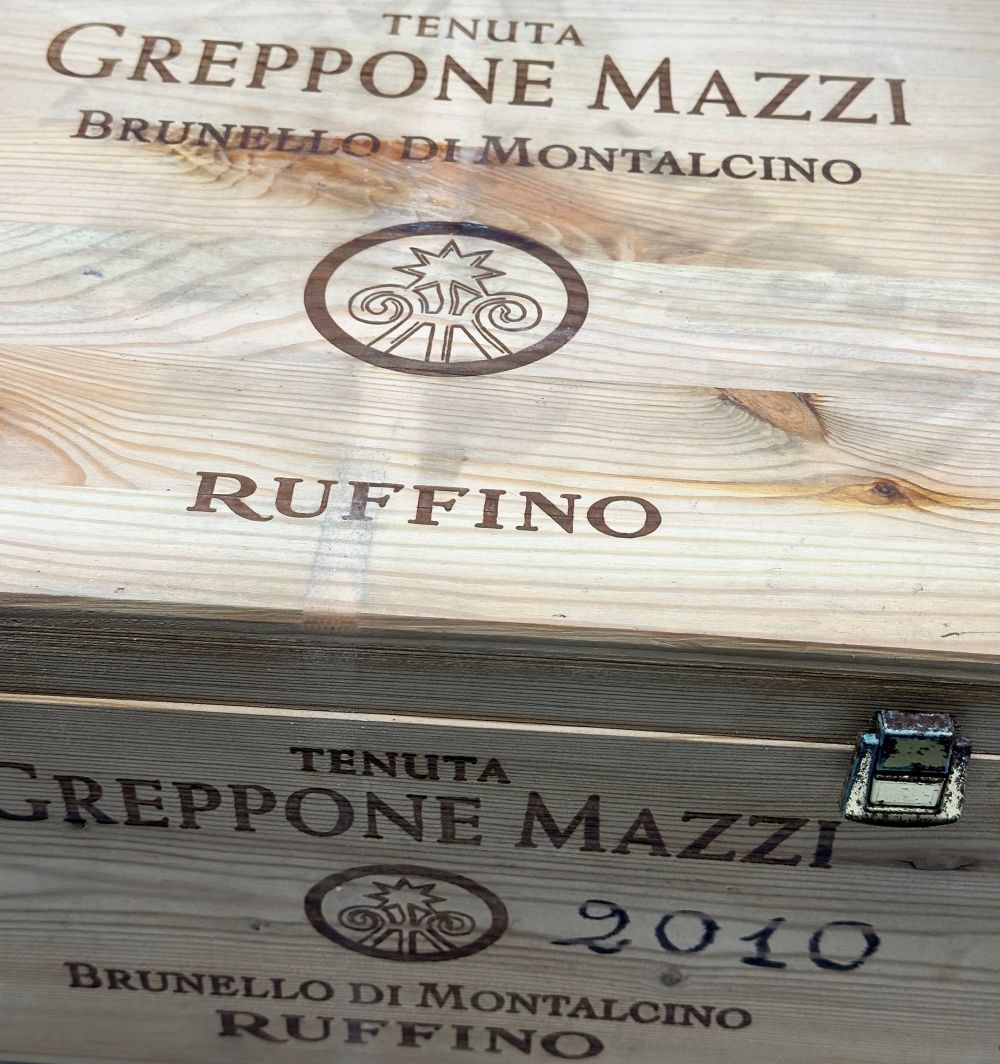 TENUTA
GREPPONE MAZZI
BRUNELLO DI MONTALCINO
RUFFINO
TENUTA
GREPPONE MAZZI
2010
BRUNELLO DI MONTALCINO
RUFFINO